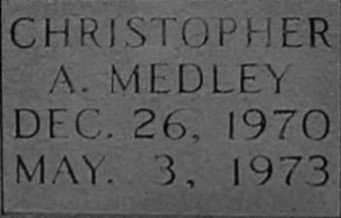 CHRISTOPHER
A. MEDLEY
DEC. 26, 1970
MAY. 3, 1973